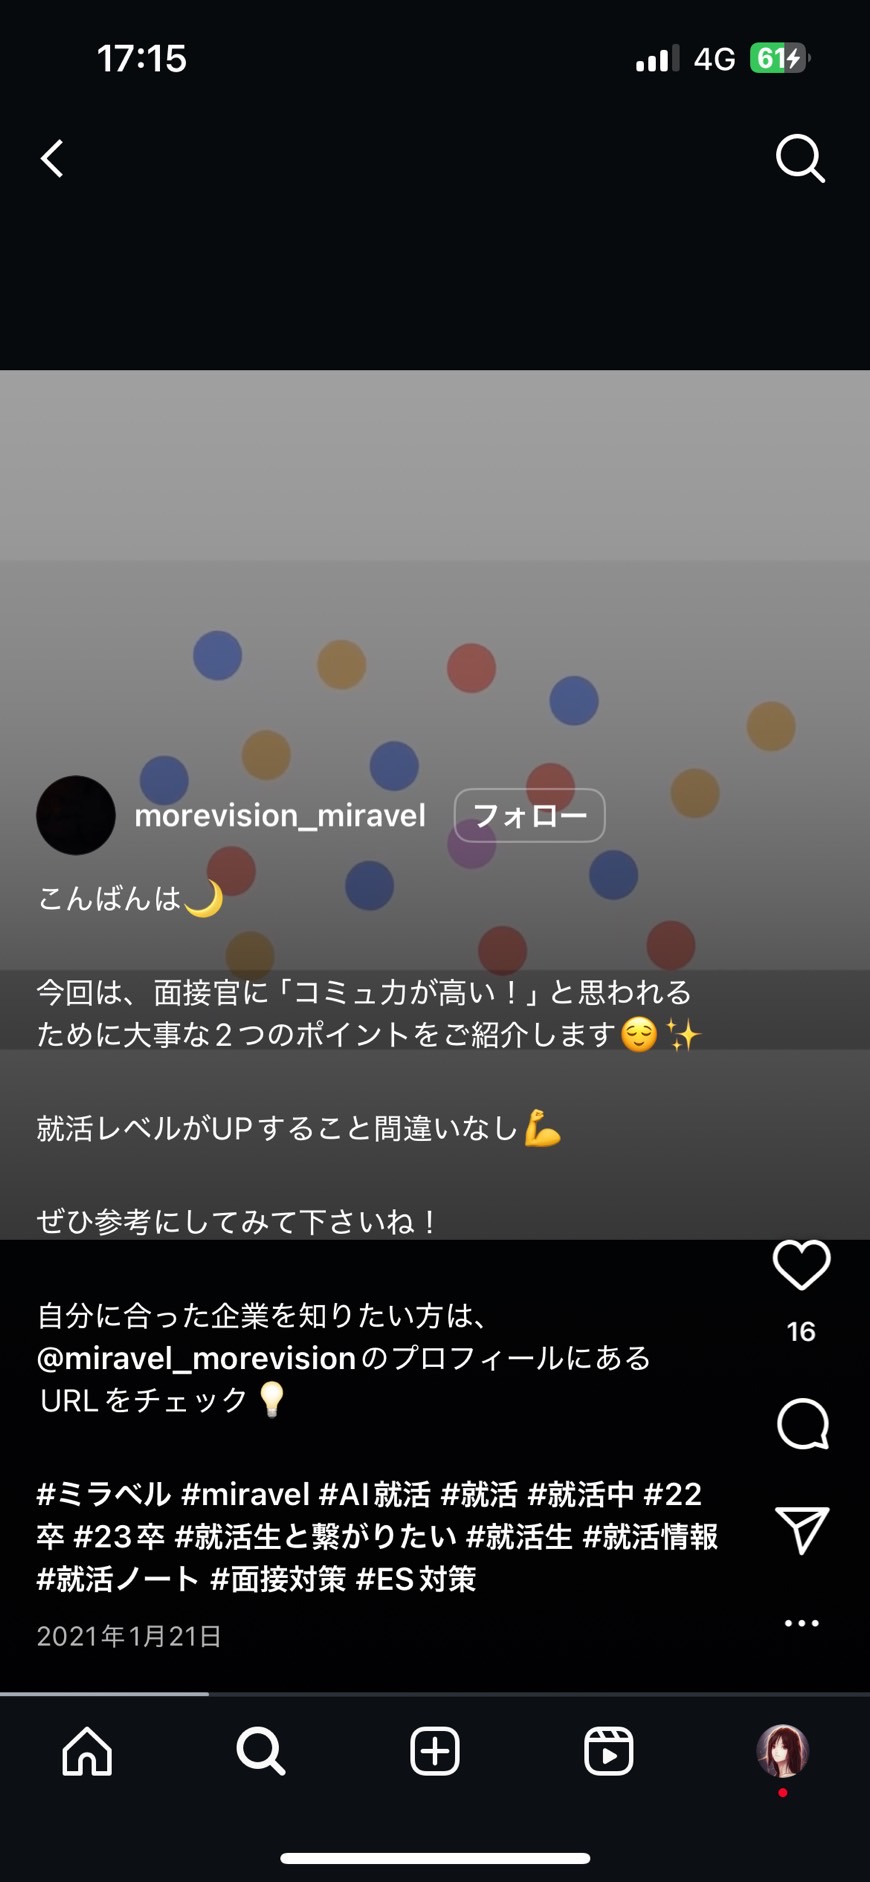 17:15
4G 61
morevision_miravel フォロー
こんばんは🌙
今回は、面接官に「コミュ力が高い！」と思われる
ために大事な2つのポイントをご紹介します😌✨
就活レベルがUPすること間違いなし💪
ぜひ参考にしてみて下さいね！
自分に合った企業を知りたい方は、
@miravel_morevisionのプロフィールにある
URLをチェック💡
#ミラベル #miravel #AI就活 #就活 #就活中 #22
卒 #23卒 #就活生と繋がりたい #就活生 #就活情報
#就活ノート #面接対策 #ES対策
2021年1月21日
16